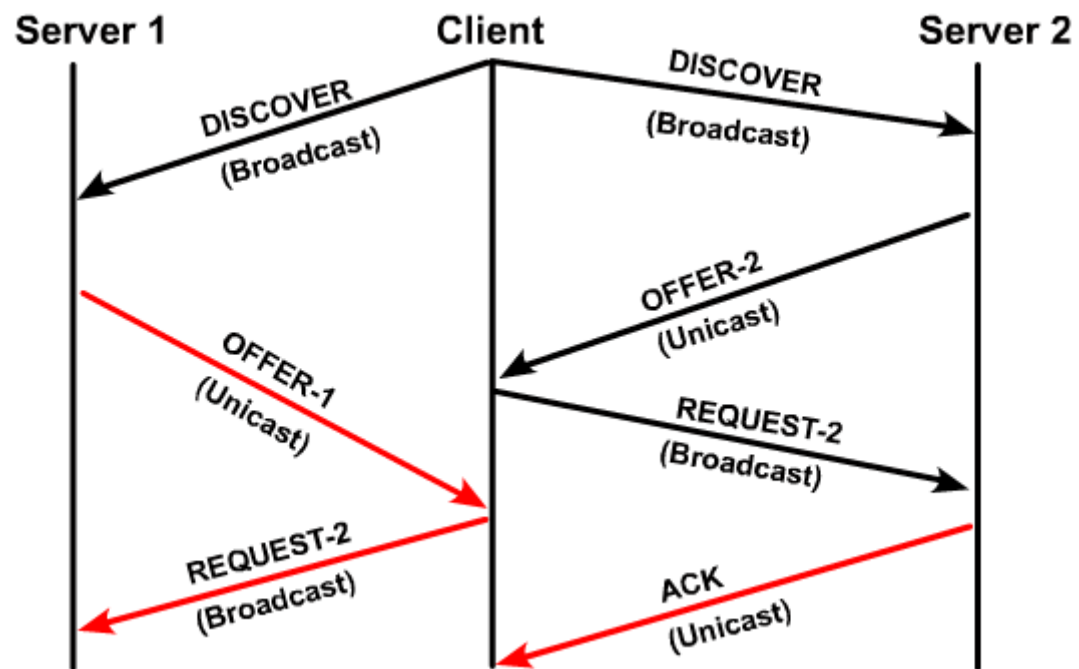 Server 1
Client
Server 2
DISCOVER
(Broadcast)
DISCOVER
(Broadcast)
OFFER-2
(Unicast)
OFFER-1
(Unicast)
REQUEST-2
(Broadcast)
REQUEST-2
(Broadcast)
ACK
(Unicast)